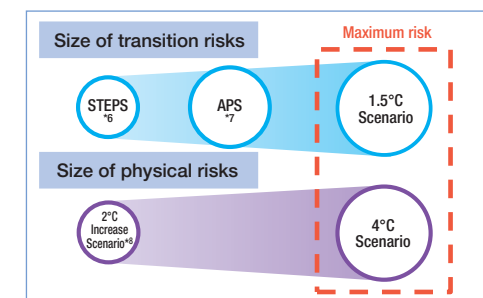 Size of transition risks
Maximum risk
STEPS
*6
APS
*7
1.5°C
Scenario
Size of physical risks
2°C
Increase
Scenario*8
4°C
Scenario